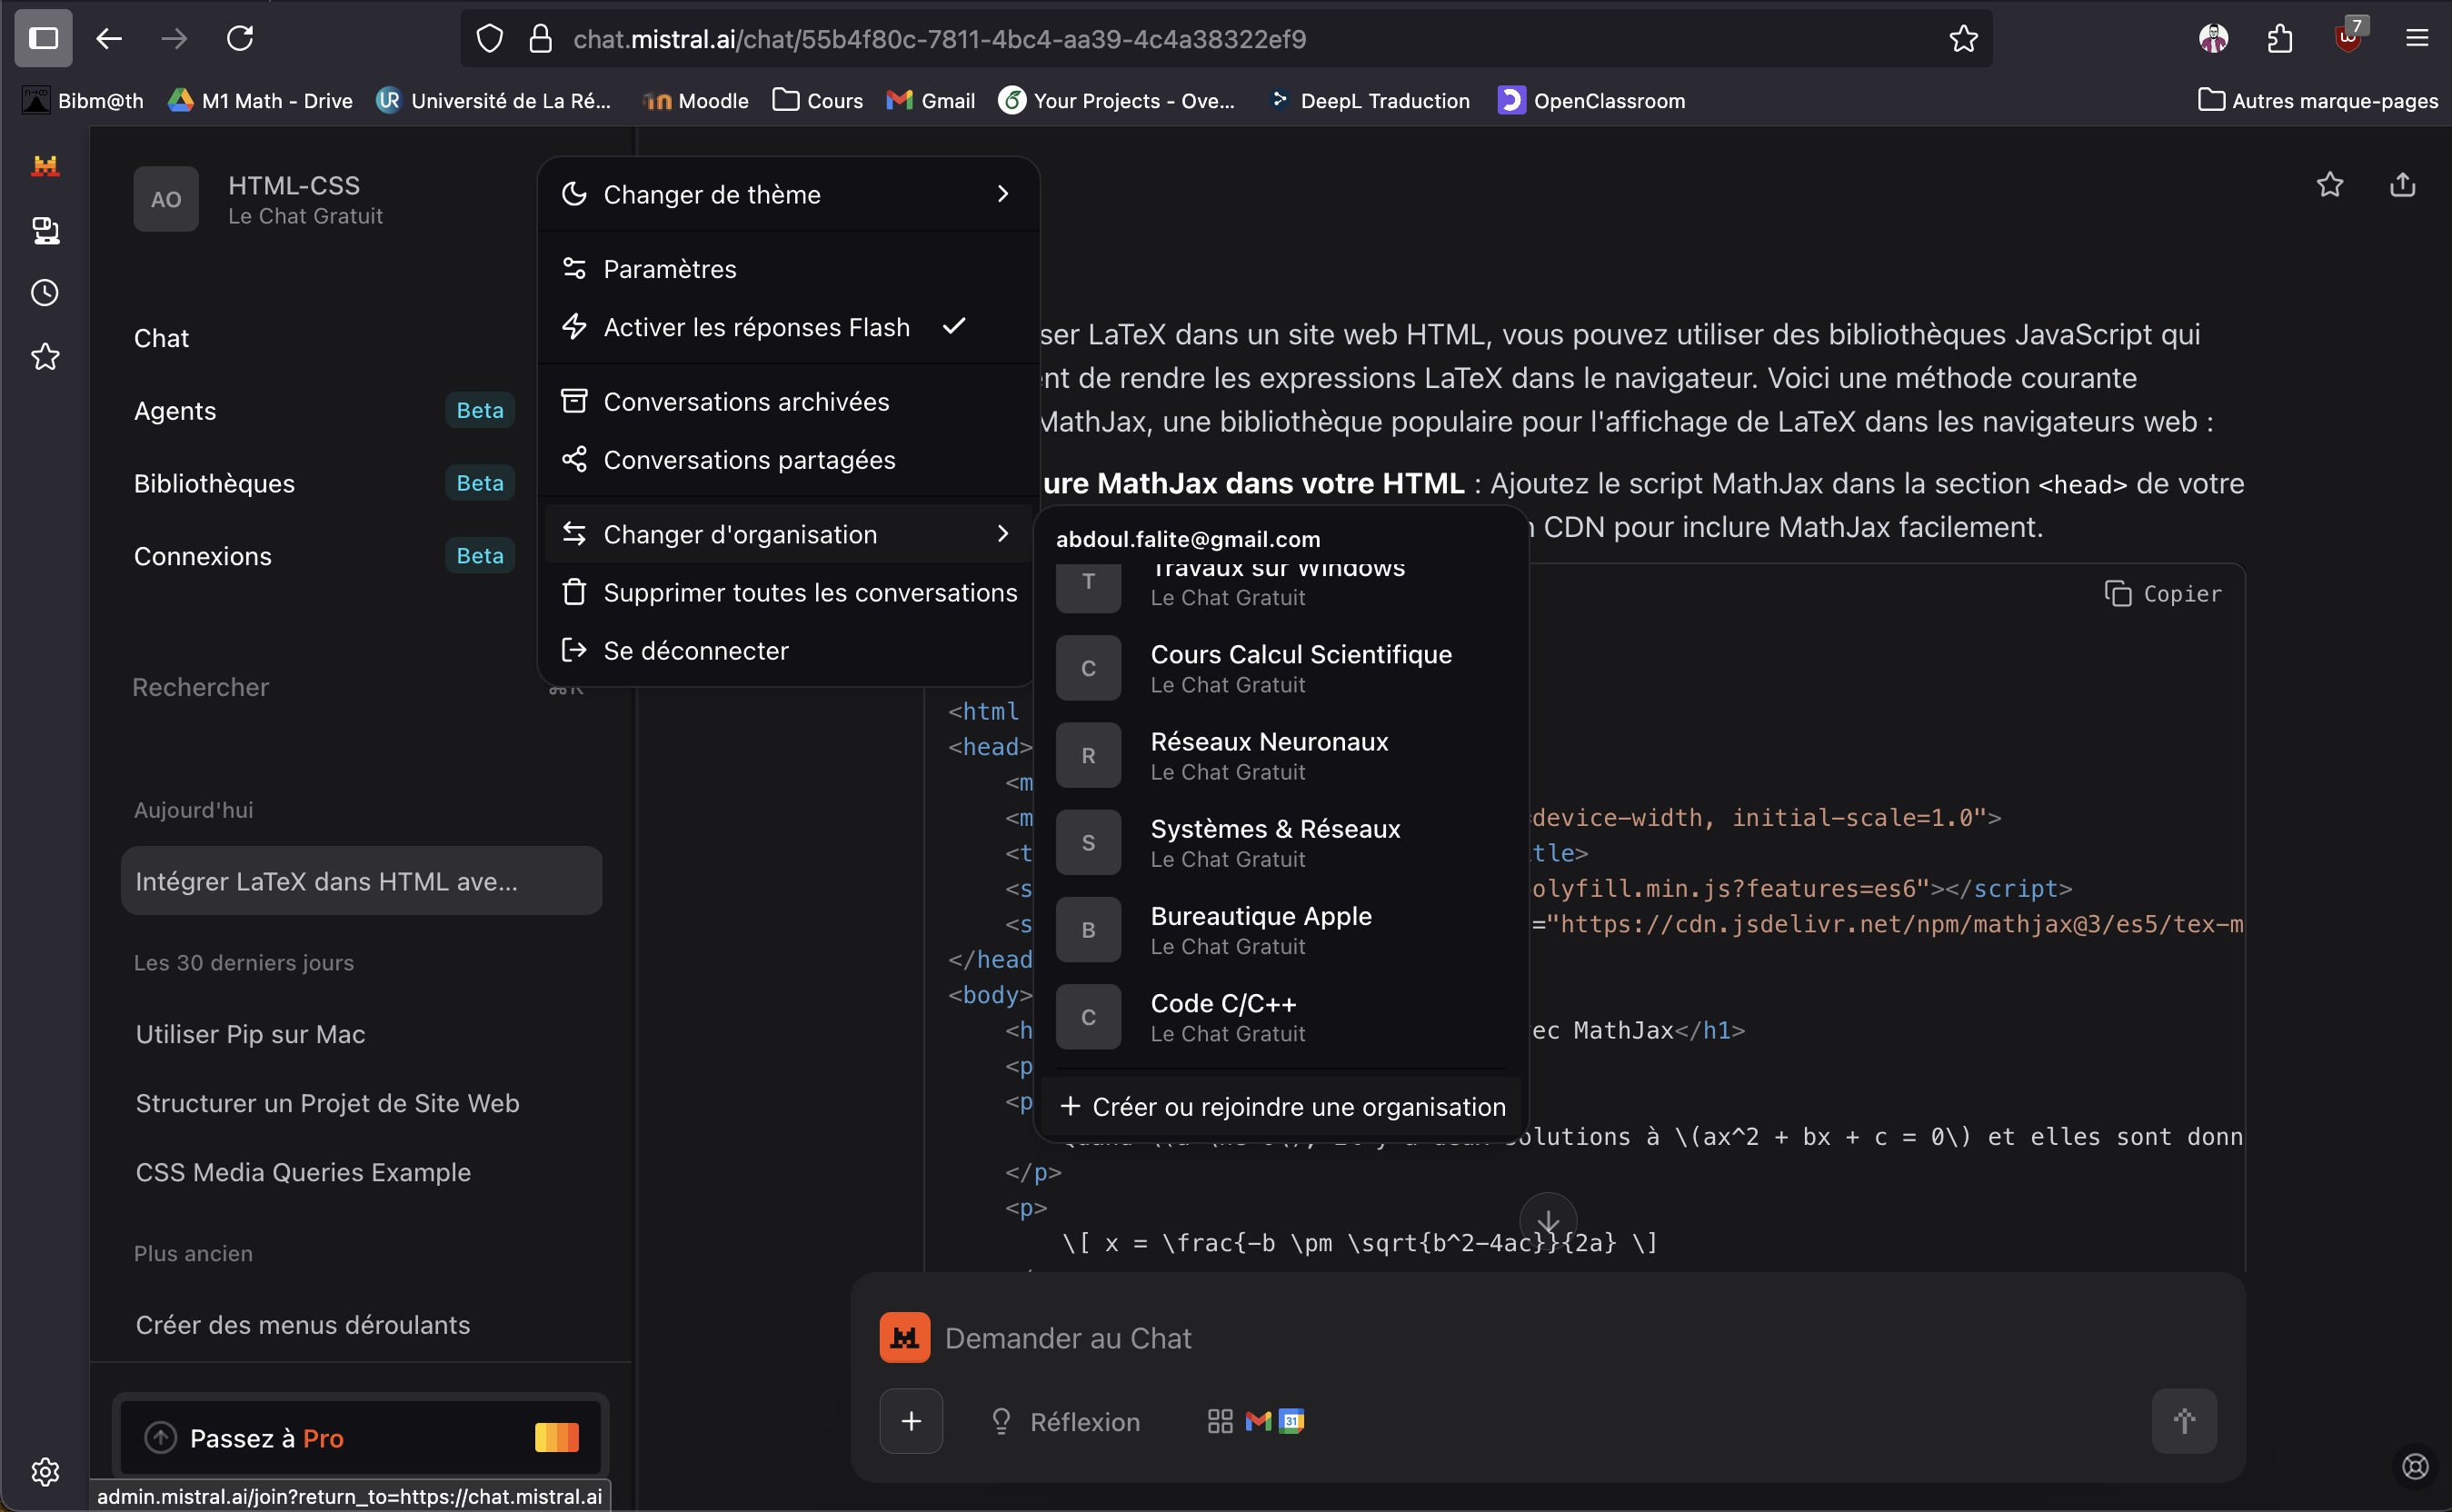 chat.mistral.ai/chat/55b4f80c-7811-4bc4-aa39-4c4a38322ef9
7
Bibm@th
M1 Math - Drive
Université de La Ré...
Moodle
Cours
Gmail
Your Projects - Ove...
DeepL Traduction
OpenClassroom
Autres marque-pages
AO
HTML-CSS
Le Chat Gratuit
Chat
Agents
Beta
Bibliothèques
Beta
Connexions
Beta
Rechercher
Aujourd'hui
Intégrer LaTeX dans HTML ave...
Les 30 derniers jours
Utiliser Pip sur Mac
Structurer un Projet de Site Web
CSS Media Queries Example
Plus ancien
Créer des menus déroulants
Passez à Pro
admin.mistral.ai/join?return_to=https://chat.mistral.ai
Changer de thème
Paramètres
Activer les réponses Flash
Conversations archivées
Conversations partagées
Changer d'organisation
Supprimer toutes les conversations
Se déconnecter
abdoul.falite@gmail.com
T
Travaux sur Windows
Le Chat Gratuit
C
Cours Calcul Scientifique
Le Chat Gratuit
R
Réseaux Neuronaux
Le Chat Gratuit
S
Systèmes & Réseaux
Le Chat Gratuit
B
Bureautique Apple
Le Chat Gratuit
C
Code C/C++
Le Chat Gratuit
+ Créer ou rejoindre une organisation
ser LaTeX dans un site web HTML, vous pouvez utiliser des bibliothèques JavaScript qui
nt de rendre les expressions LaTeX dans le navigateur. Voici une méthode courante
MathJax, une bibliothèque populaire pour l'affichage de LaTeX dans les navigateurs web :
ure MathJax dans votre HTML : Ajoutez le script MathJax dans la section <head> de votre
CDN pour inclure MathJax facilement.
Copier
<html
<head>
<m
<m device-width, initial-scale=1.0">
<t tle>
<s olyfill.min.js?features=es6"></script>
<s ="https://cdn.jsdelivr.net/npm/mathjax@3/es5/tex-m
</head
<body>
<h ec MathJax</h1>
<p
<p
olutions à \(ax^2 + bx + c = 0\) et elles sont donn
</p>
<p>
\[ x = \frac{-b \pm \sqrt{b^2-4ac}}{2a} \]
Demander au Chat
Réflexion
31